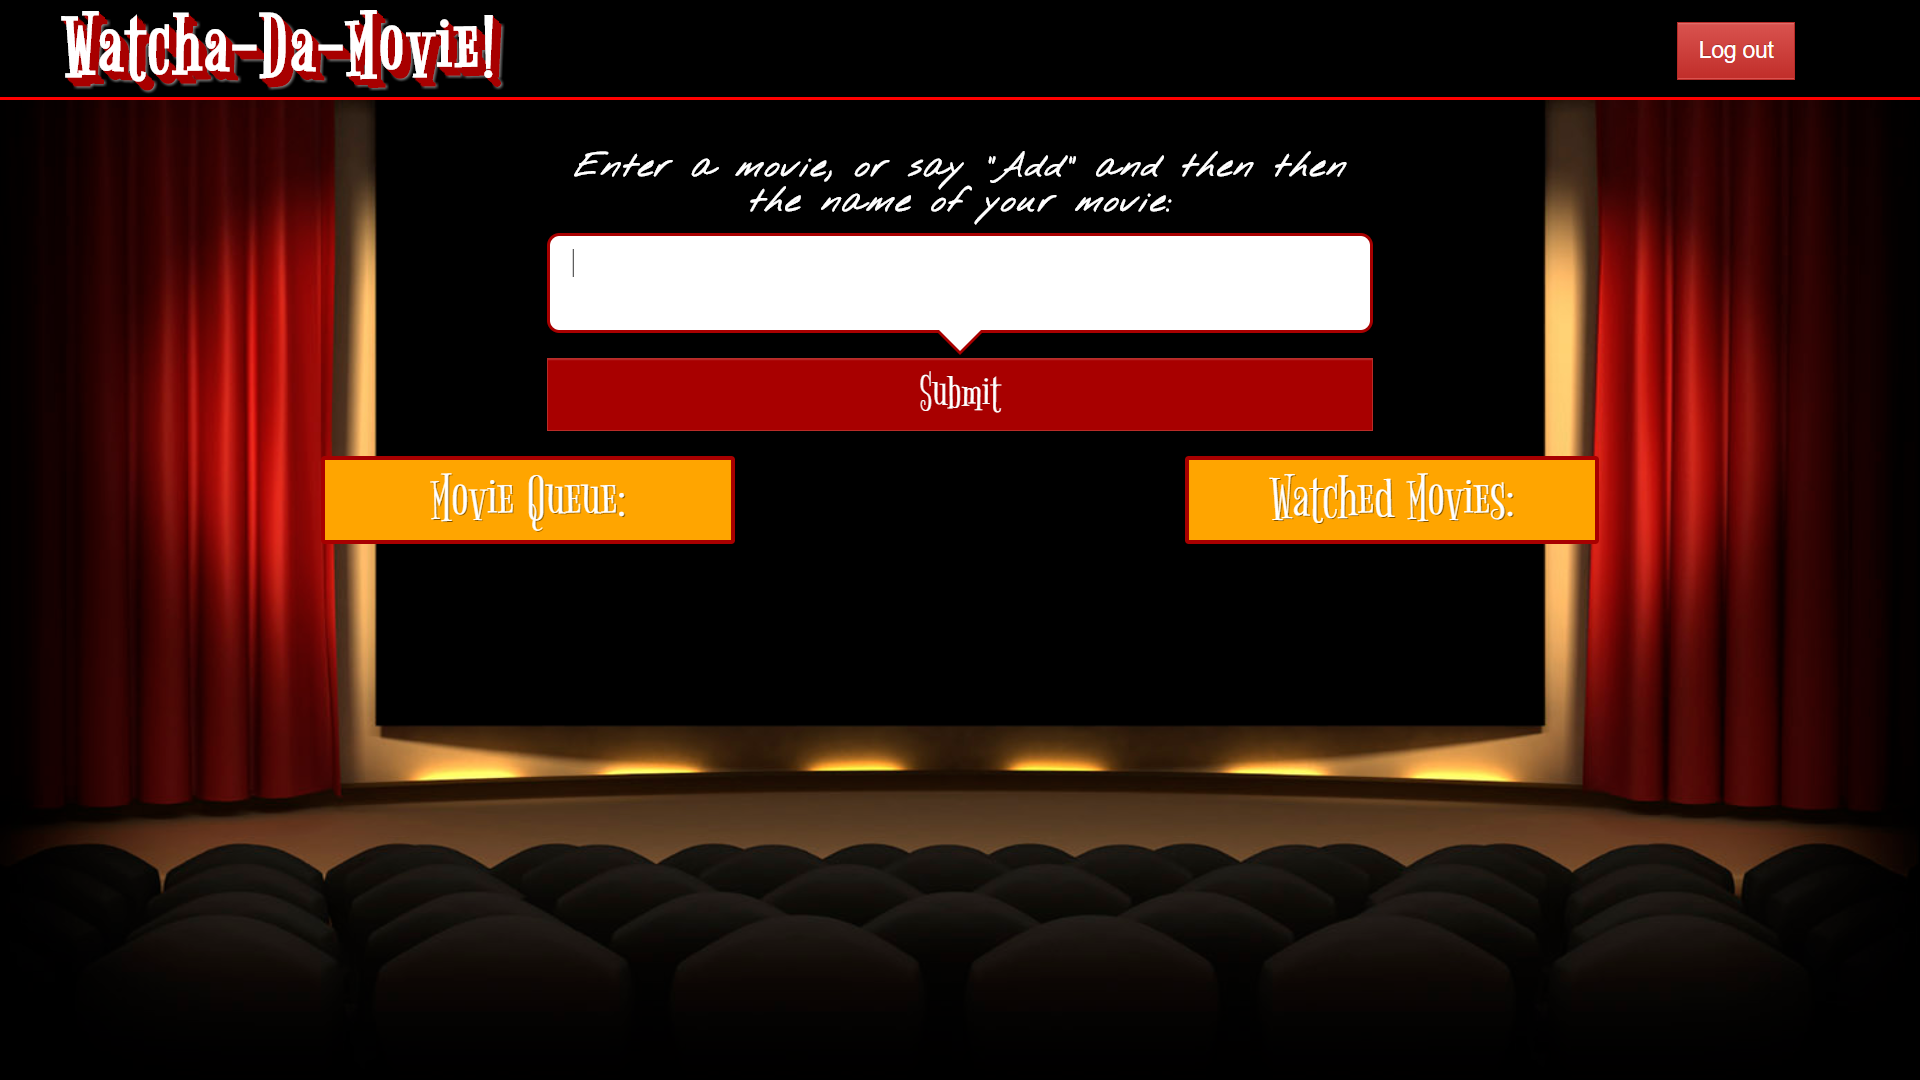 Watcha-Da-Movie!
Log out
Enter a movie, or say "Add" and then then
the name of your movie:
Submit
Movie Queue:
Watched Movies: